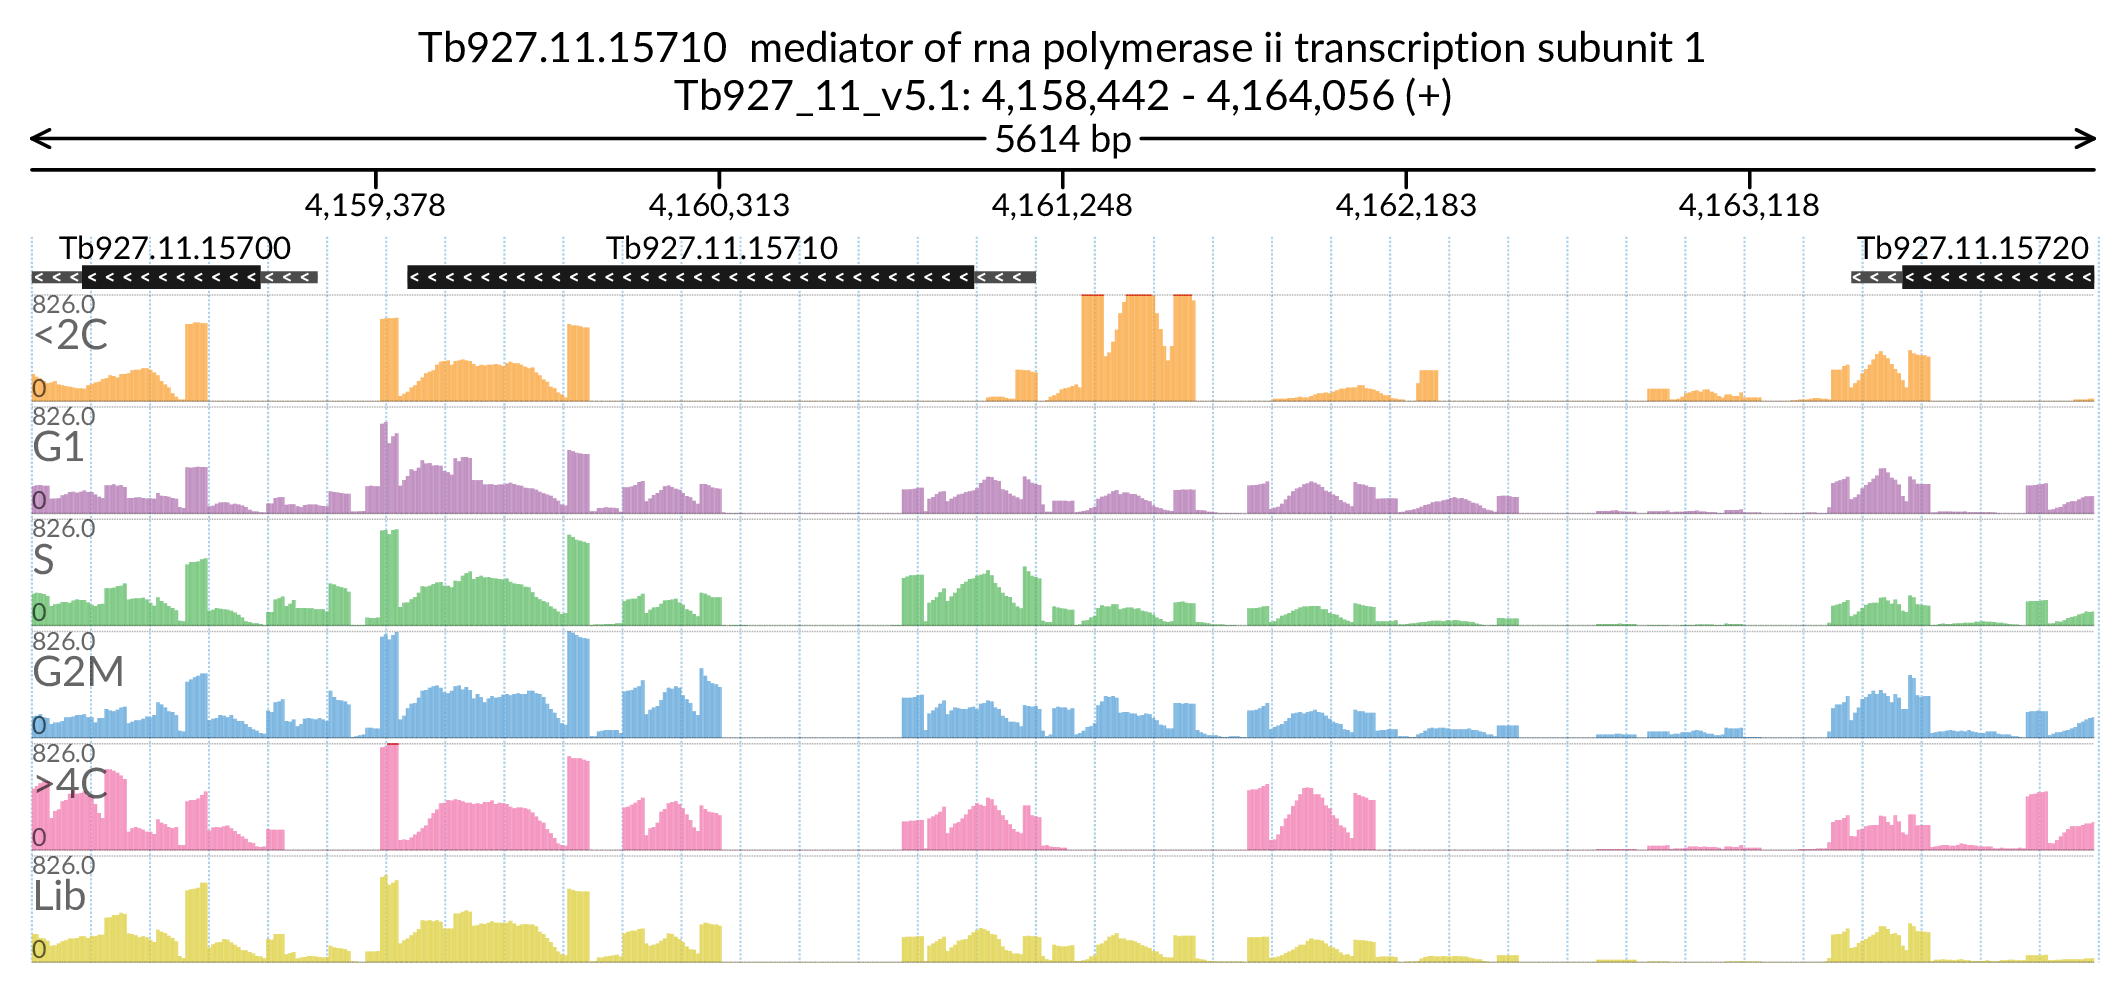 Tb927.11.15710  mediator of rna polymerase ii transcription subunit 1
Tb927_11_v5.1: 4,158,442 - 4,164,056 (+)
5614 bp
4,159,378 4,160,313 4,161,248 4,162,183 4,163,118
Tb927.11.15700 Tb927.11.15710 Tb927.11.15720
826.0
<2C
0
826.0
G1
0
826.0
S
0
826.0
G2M
0
826.0
>4C
0
826.0
Lib
0